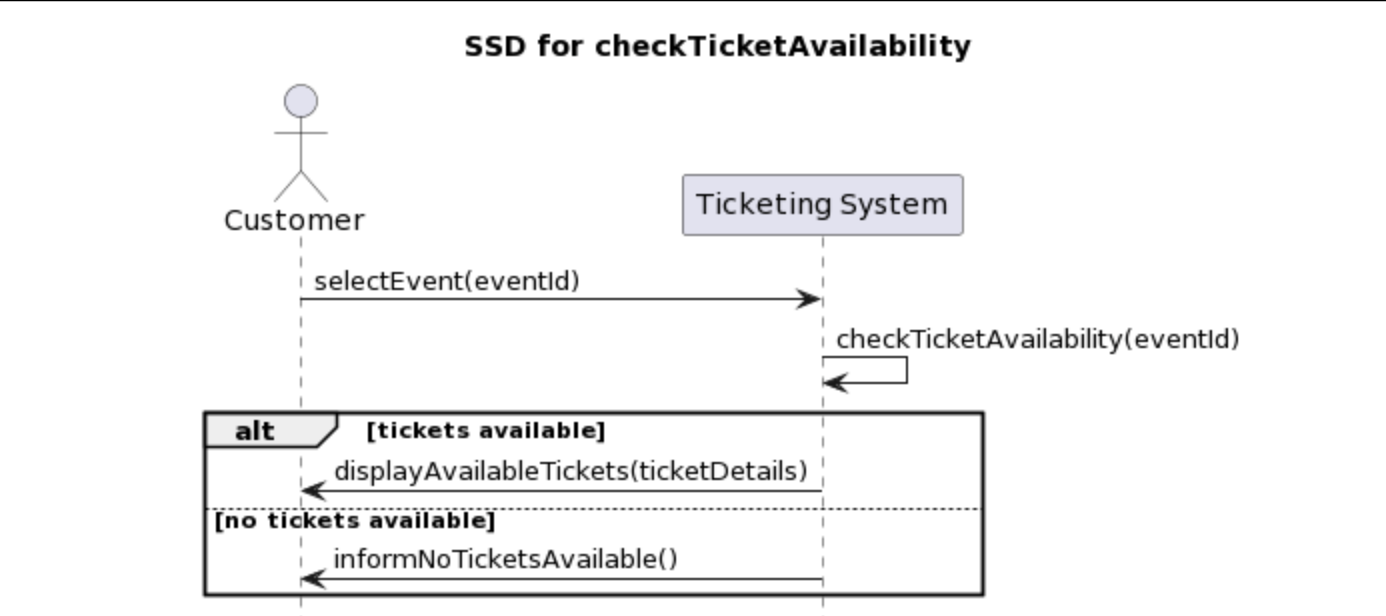 SSD for checkTicketAvailability
Customer
Ticketing System
selectEvent(eventId)
checkTicketAvailability(eventId)
alt [tickets available]
displayAvailableTickets(ticketDetails)
[no tickets available]
informNoTicketsAvailable()